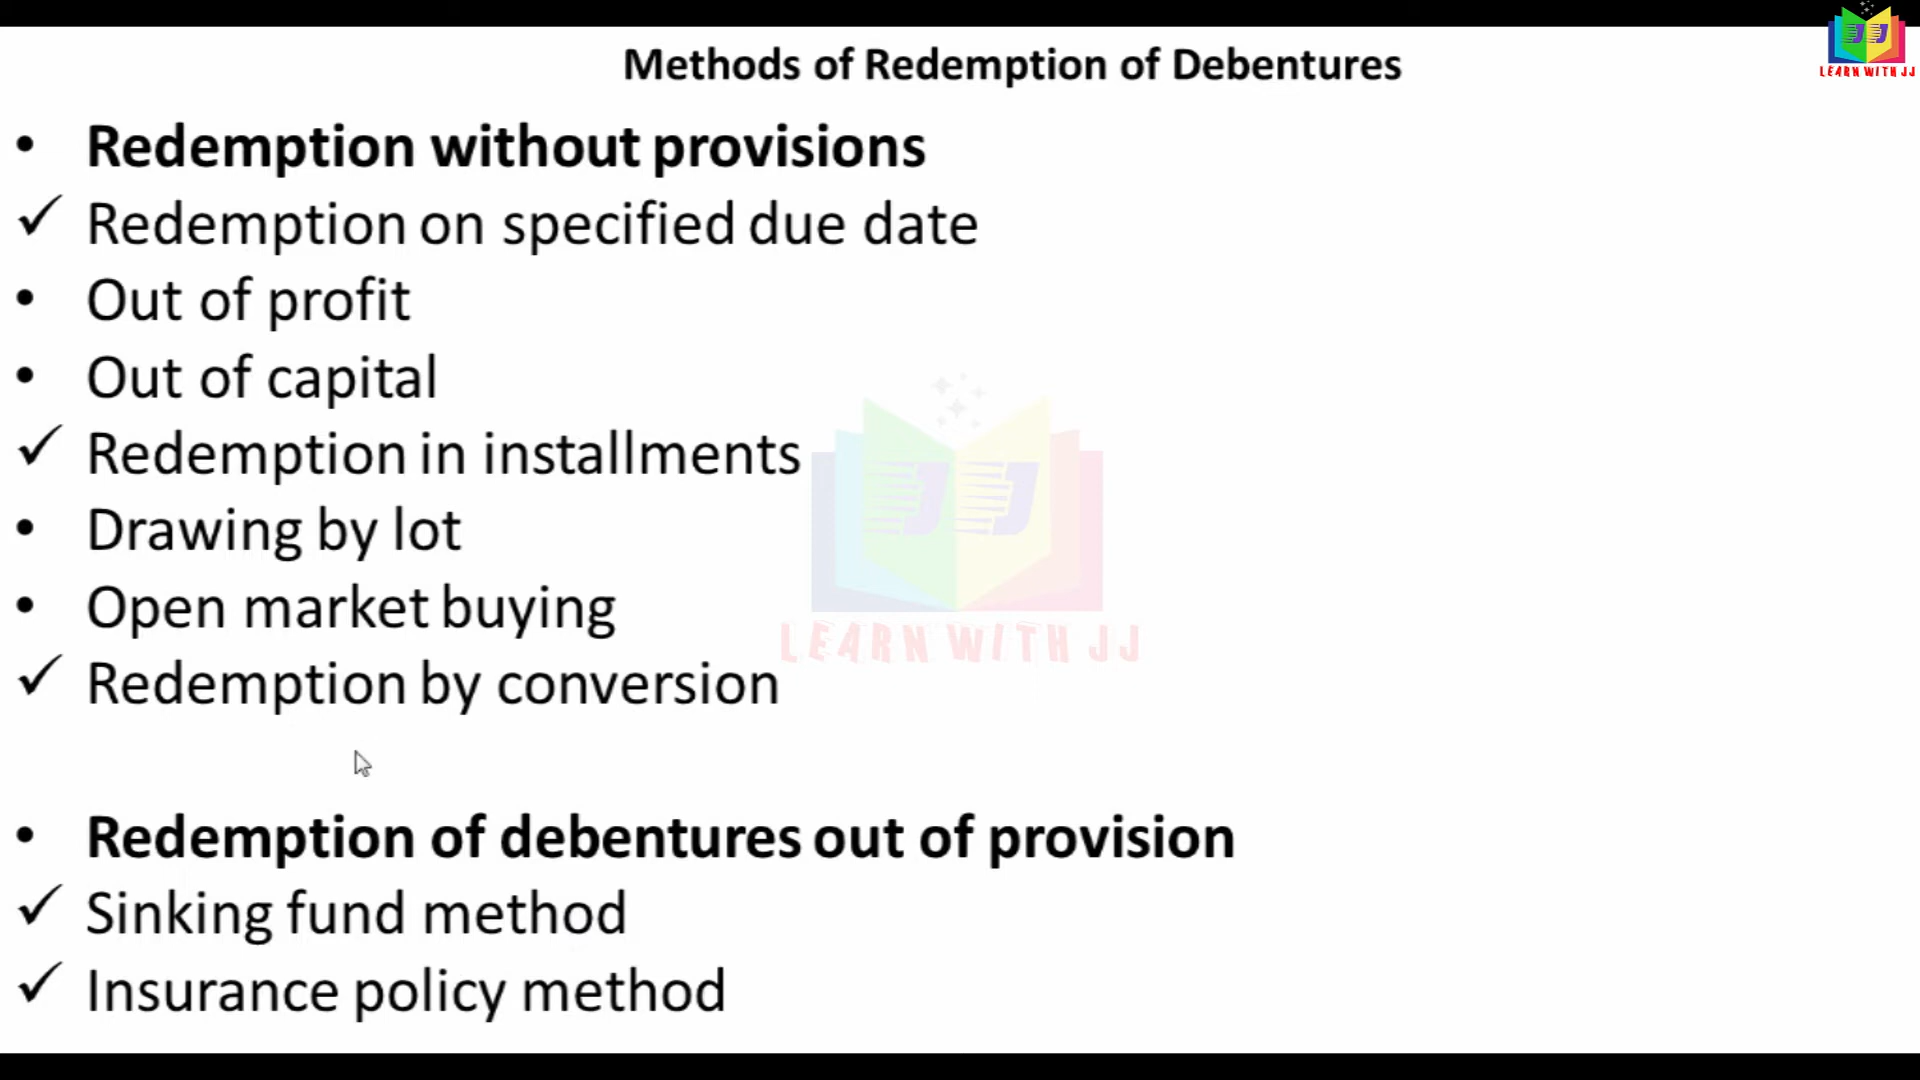 Methods of Redemption of Debentures
JJ
LEARN WITH JJ
• Redemption without provisions
✓ Redemption on specified due date
• Out of profit
• Out of capital
✓ Redemption in installments
• Drawing by lot
• Open market buying
✓ Redemption by conversion
JJ
LEARN WITH JJ
• Redemption of debentures out of provision
✓ Sinking fund method
✓ Insurance policy method